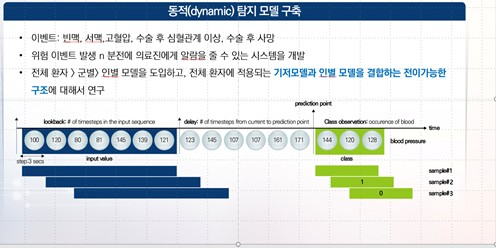 동적(dynamic) 탐지 모델 구축
• 이벤트: 빈맥, 서맥,고혈압, 수술 후 심혈관계 이상, 수술 후 사망
• 위험 이벤트 발생 n 분전에 의료진에게 알람을 줄 수 있는 시스템을 개발
• 전체 환자 > 군별> 인별 모델을 도입하고, 전체 환자에 적용되는 기저모델과 인별 모델을 결합하는 전이가능한
구조에 대해서 연구
prediction point
lookback: # of timesteps in the input sequence
delay: # of timesteps from current to prediction point
Class observation: occurence of blood
time
100 120 80 81 145 139 121 123 145 107 107 161 171 144 120 128
blood pressure
step:3 secs
input value
class
sample#1
1
sample# 2
0
sample# 3